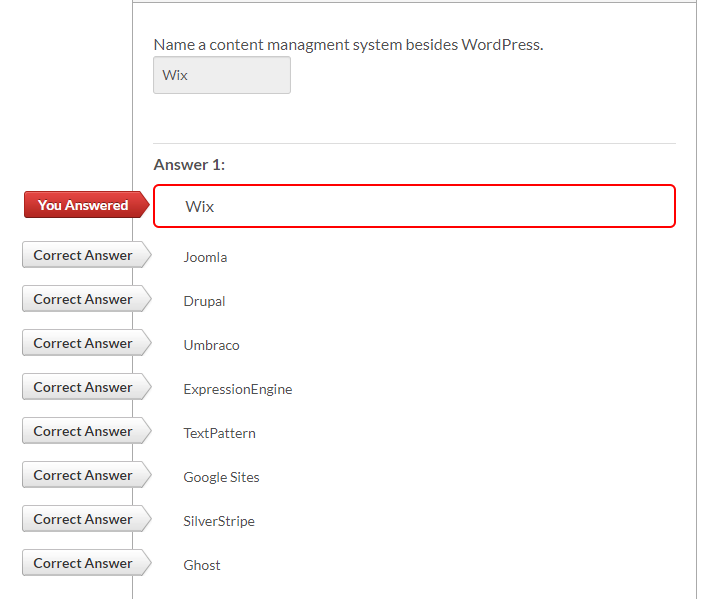 Name a content managment system besides WordPress.
Wix
Answer 1:
You Answered
Wix
Correct Answer
Joomla
Correct Answer
Drupal
Correct Answer
Umbraco
Correct Answer
ExpressionEngine
Correct Answer
TextPattern
Correct Answer
Google Sites
Correct Answer
SilverStripe
Correct Answer
Ghost